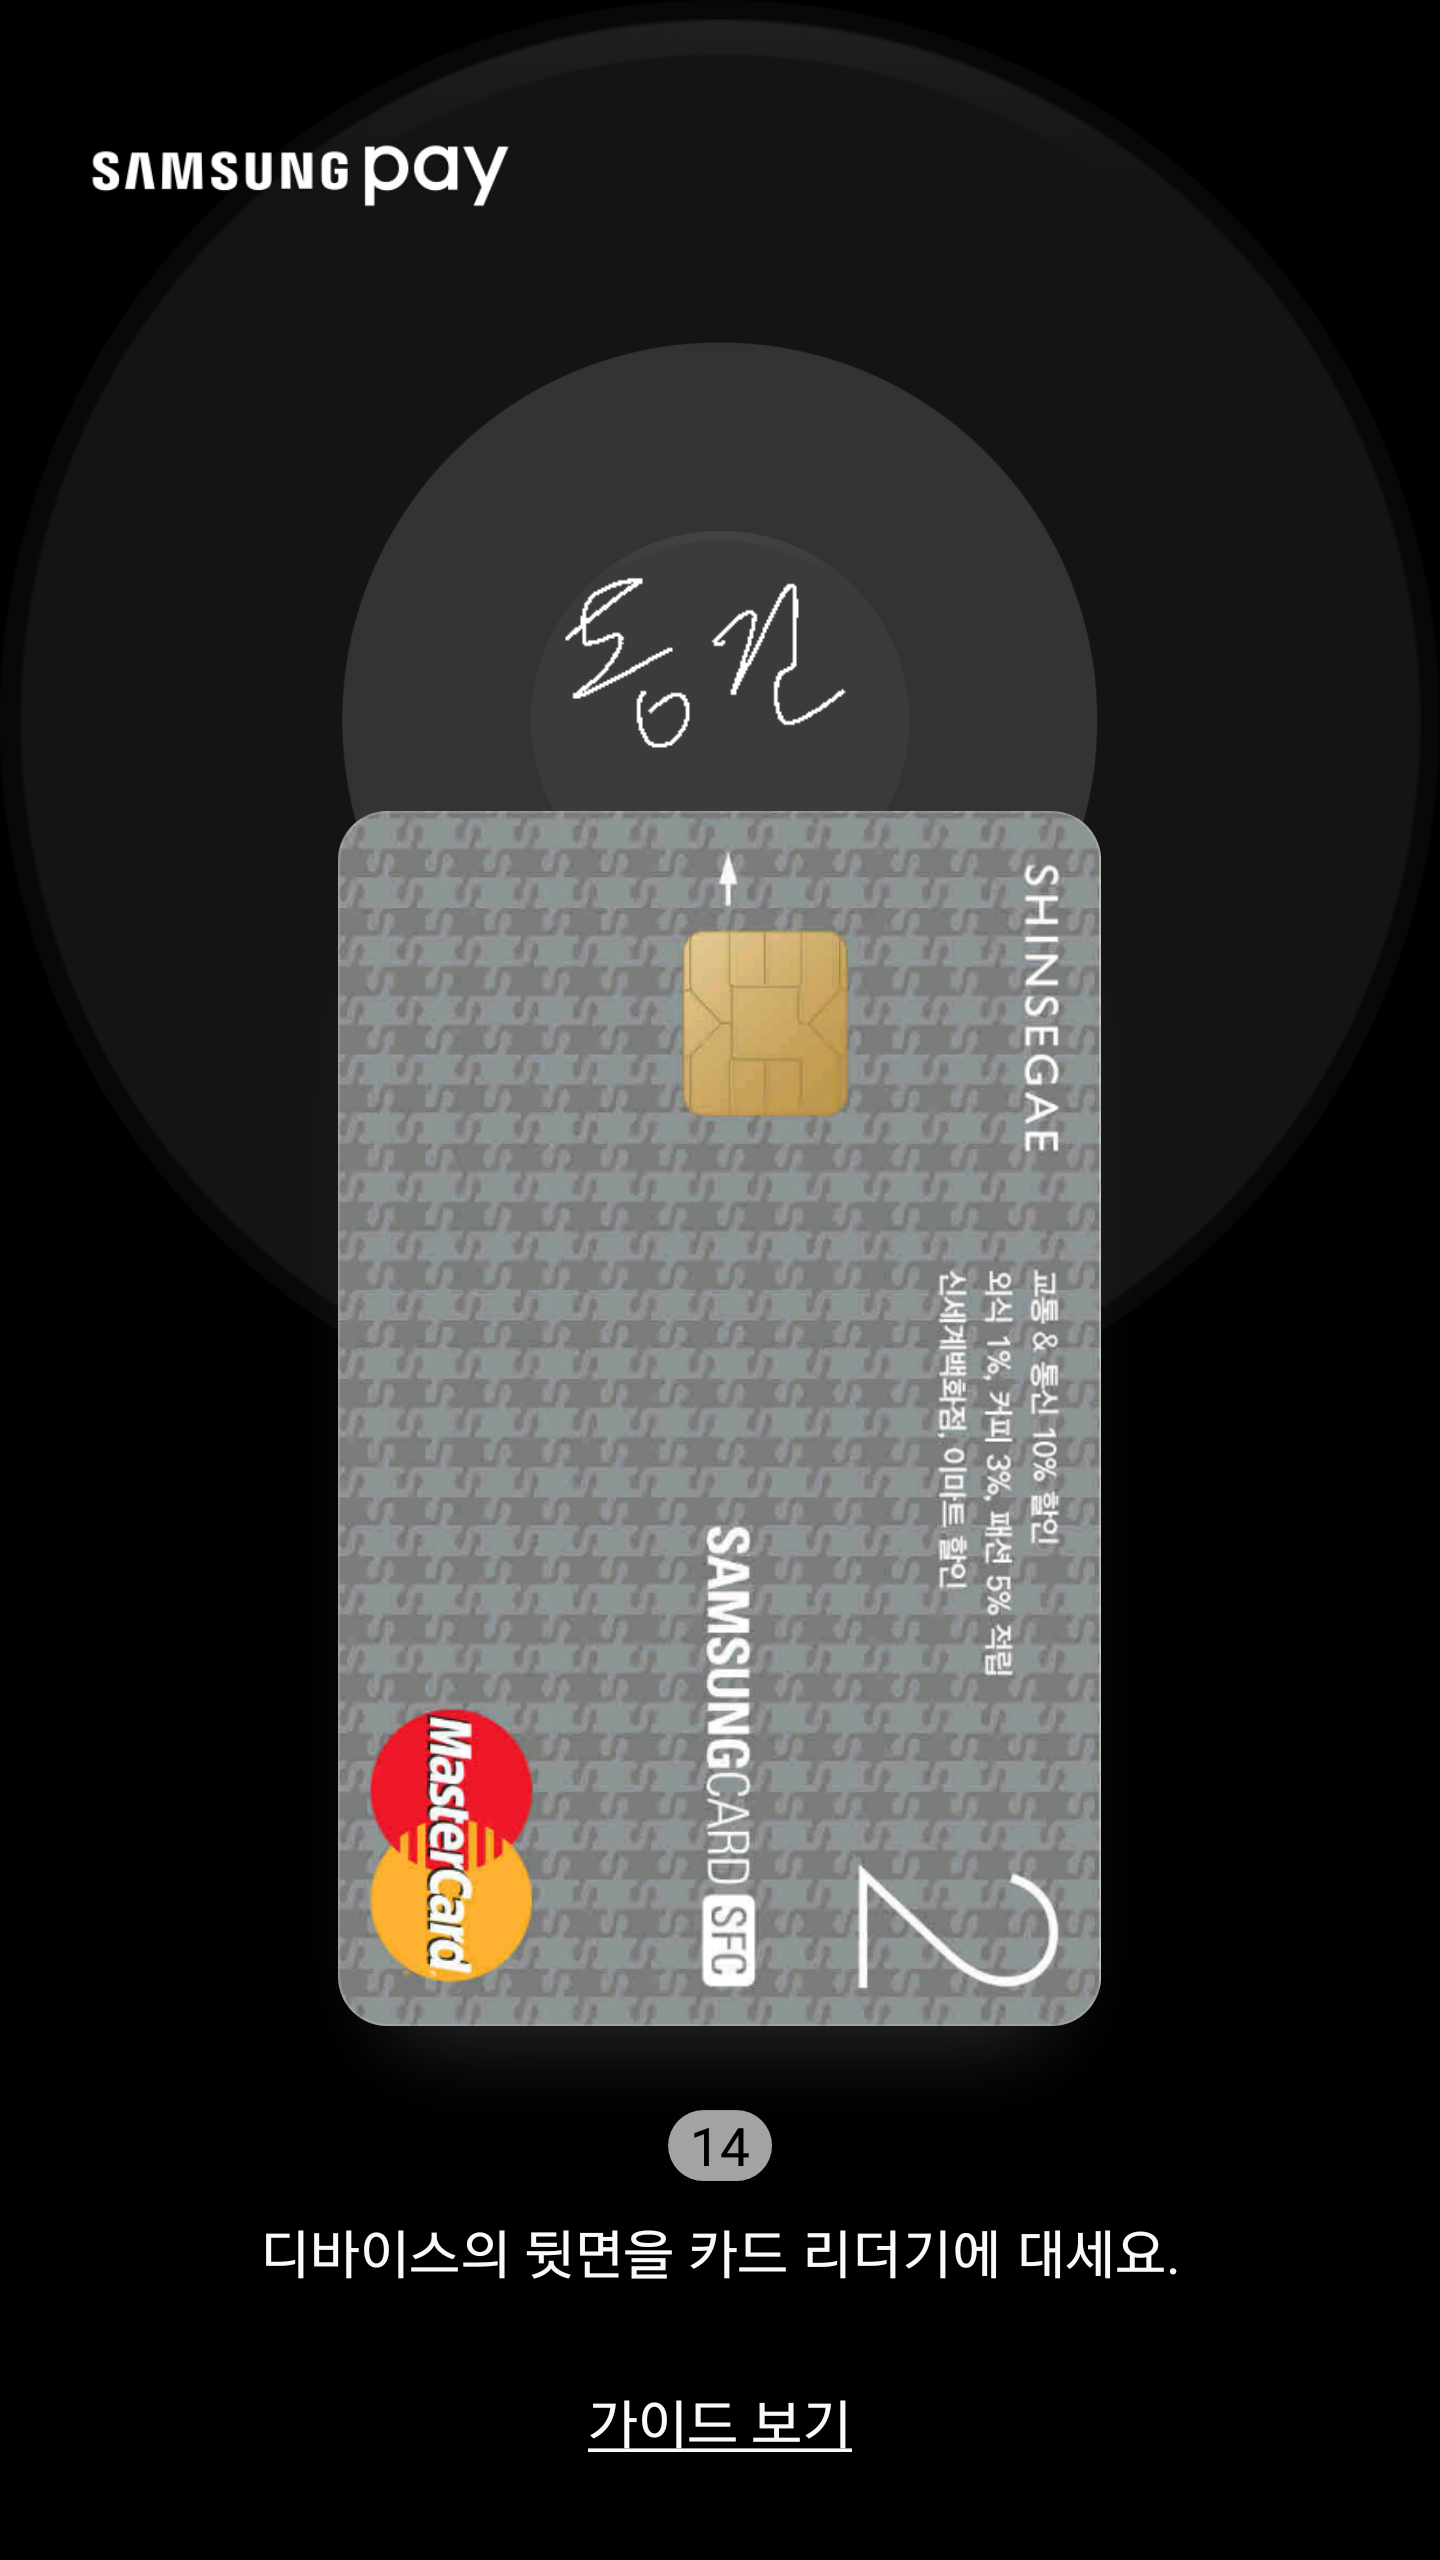 SAMSUNG pay
SHINSEGAE
교통 & 통신 10% 할인
외식 1%, 커피 3%, 패션 5% 적립
신세계백화점, 이마트 할인
2
SAMSUNGCARD SFC
MasterCard
14
디바이스의 뒷면을 카드 리더기에 대세요.
가이드 보기